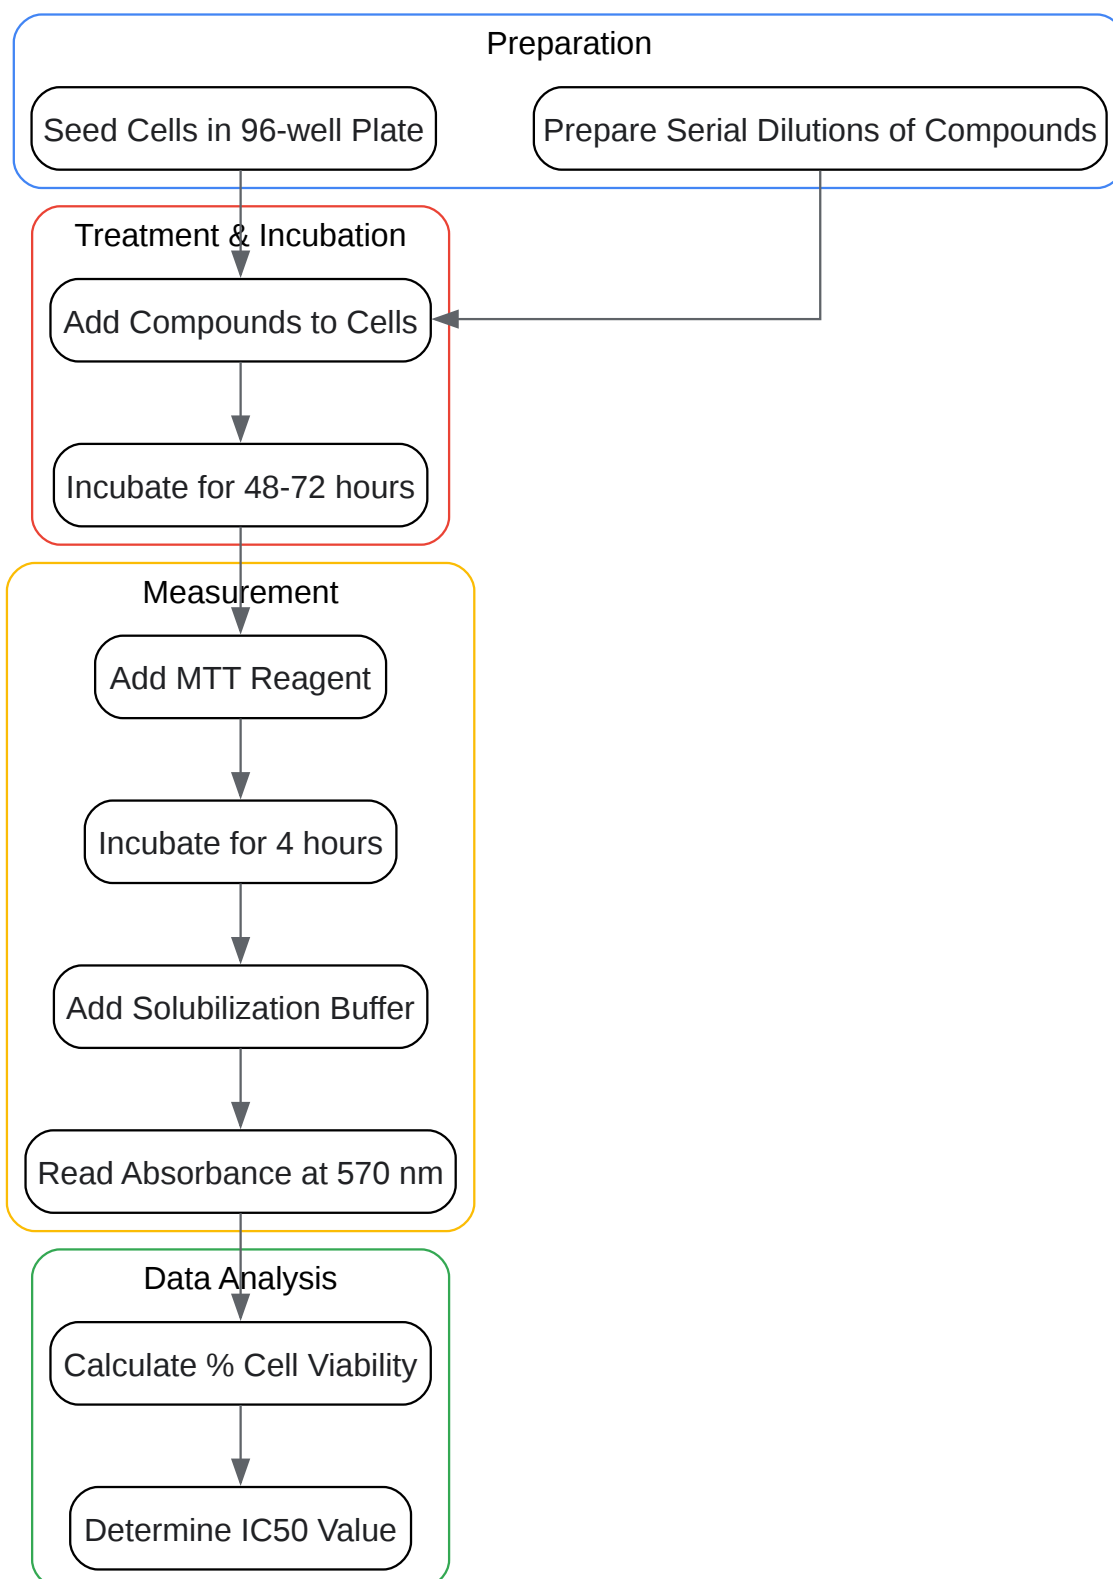 Preparation
Seed Cells in 96-well Plate
Prepare Serial Dilutions of Compounds
Treatment & Incubation
Add Compounds to Cells
Incubate for 48-72 hours
Measurement
Add MTT Reagent
Incubate for 4 hours
Add Solubilization Buffer
Read Absorbance at 570 nm
Data Analysis
Calculate % Cell Viability
Determine IC50 Value